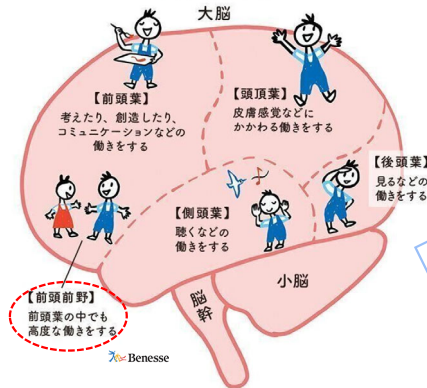 大脳
【前頭葉】
考えたり、創造したり、
コミュニケーションなどの
働きをする
【頭頂葉】
皮膚感覚などに
かかわる働きをする
【後頭葉】
見るなどの
働きをする
【側頭葉】
聴くなどの
働きをする
【前頭前野】
前頭葉の中でも
高度な働きをする
小脳
脳幹
Benesse